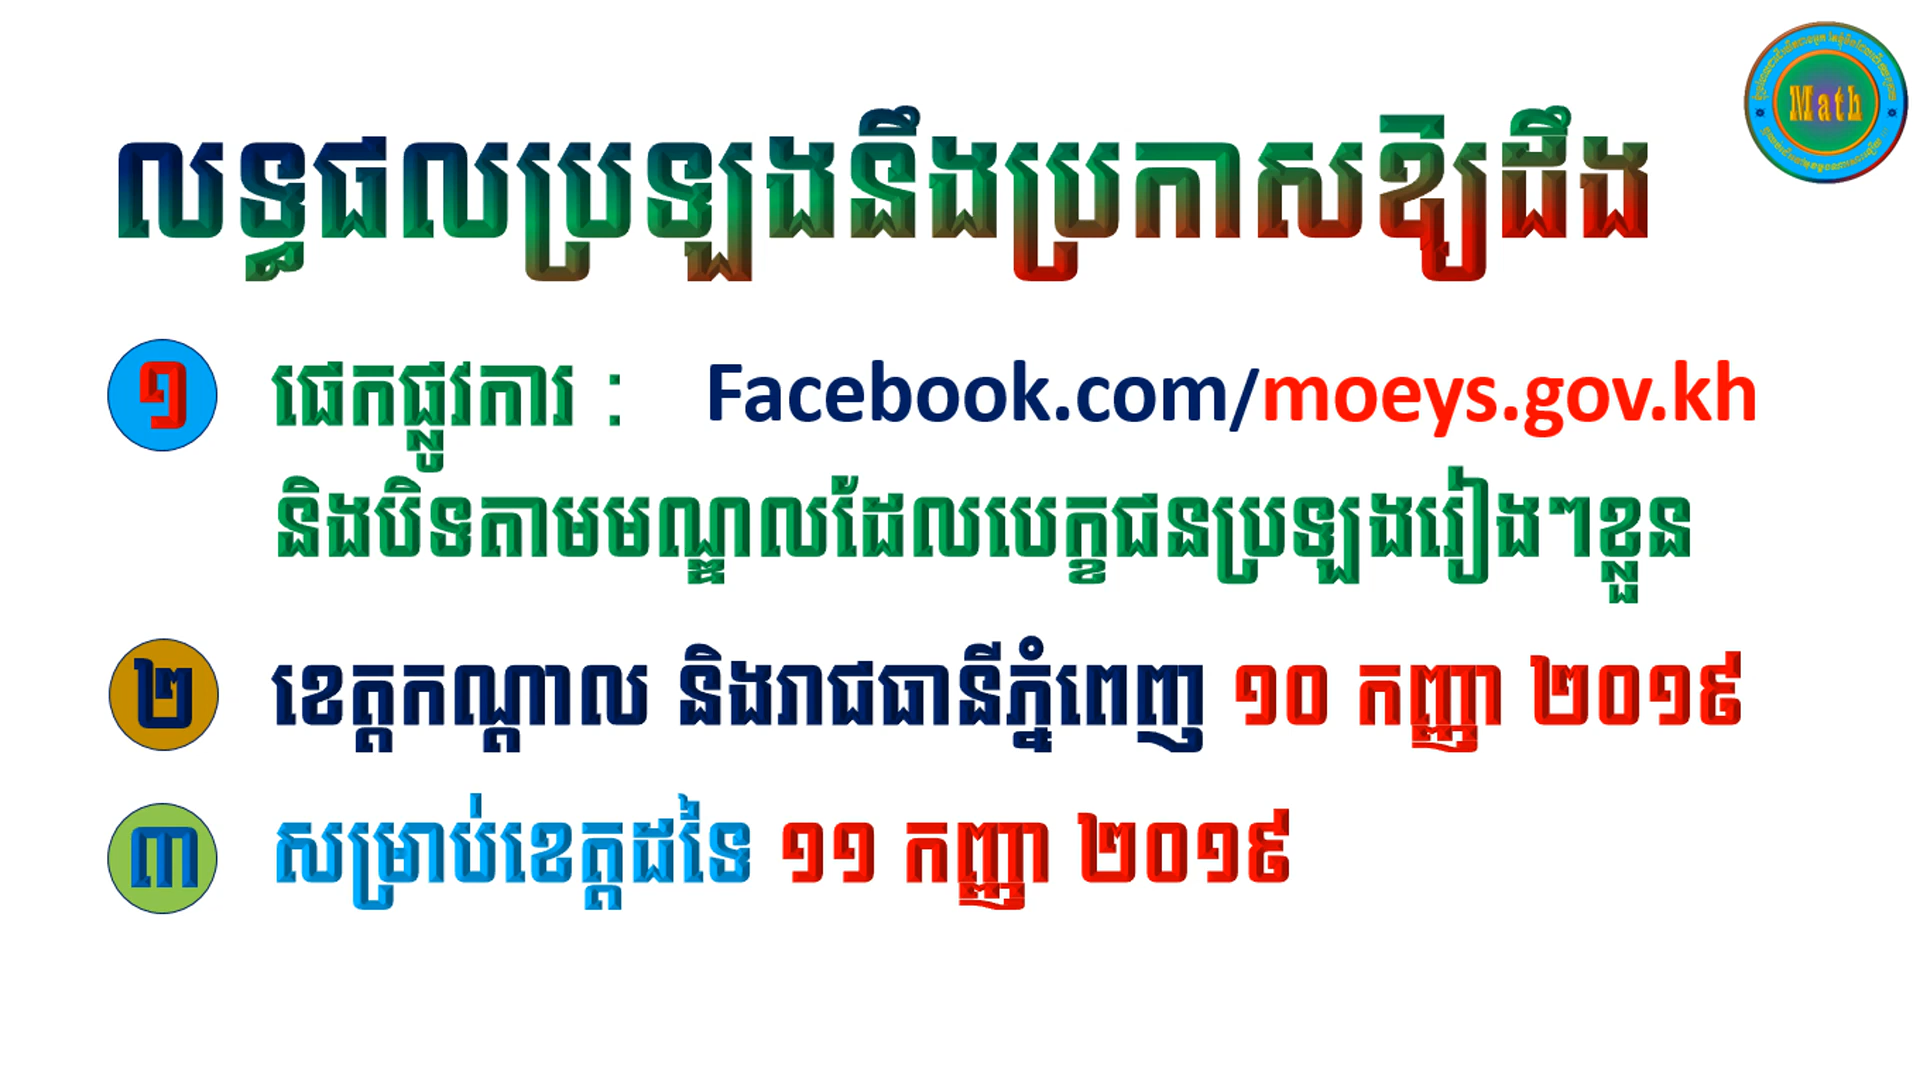 លទ្ធផលប្រឡងនឹងប្រកាសឱ្យដឹង
Math
១ ផេកផ្លូវការ : Facebook.com/moeys.gov.kh
និងបិទតាមមណ្ឌលដែលបេក្ខជនប្រឡងរៀងៗខ្លួន
២ ខេត្តកណ្តាល និងរាជធានីភ្នំពេញ ១០ កញ្ញា ២០១៩
៣ សម្រាប់ខេត្តដទៃ ១១ កញ្ញា ២០១៩